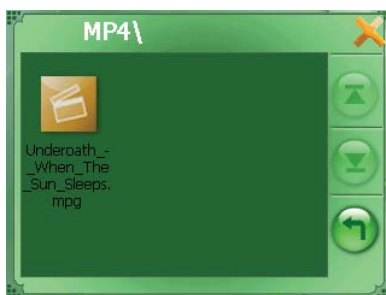 MP4\
Underoath_-
_When_The
_Sun_Sleeps.
mpg